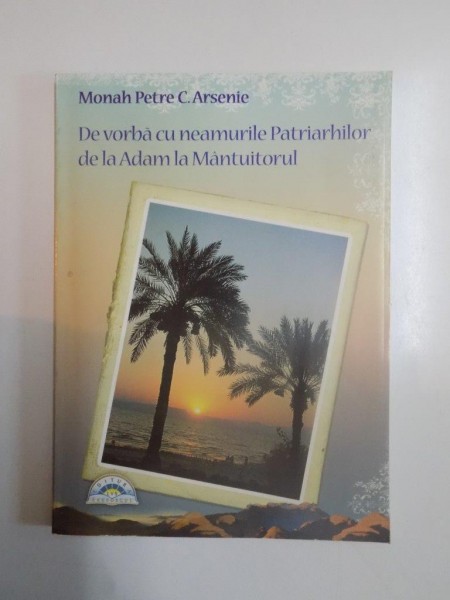 Monah Petre C. Arsenie
De vorbă cu neamurile Patriarhilor
de la Adam la Mântuitorul